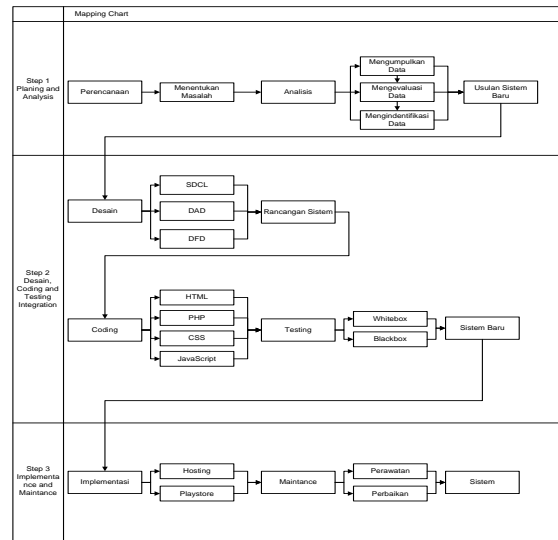 Mapping Chart
Step 1
Planing and
Analysis
Perencanaan
Menentukan
Masalah
Analisis
Mengumpulkan
Data
Mengevaluasi
Data
Mengindentifikasi
Data
Usulan Sistem
Baru
Step 2
Desain,
Coding and
Testing
Integration
Desain
SDCL
DAD
DFD
Rancangan Sistem
Coding
HTML
PHP
CSS
JavaScript
Testing
Whitebox
Blackbox
Sistem Baru
Step 3
Implementa
nce and
Maintance
Implementasi
Hosting
Playstore
Maintance
Perawatan
Perbaikan
Sistem